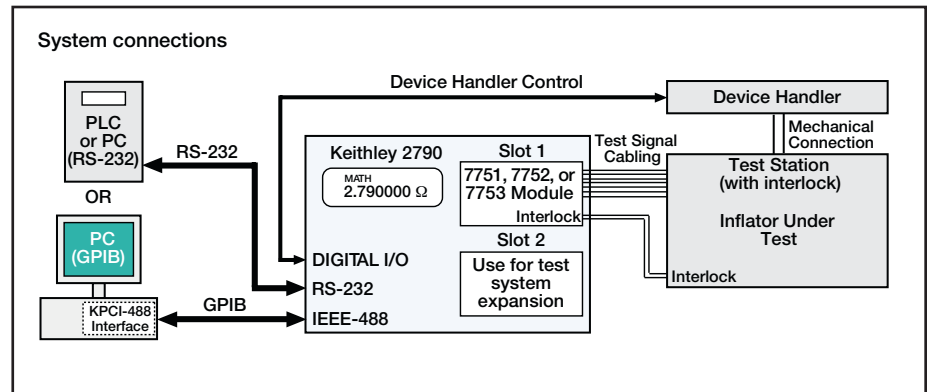 System connections
Device Handler Control
Device Handler
PLC
or PC
(RS-232)
RS-232
OR
PC
(GPIB)
KPCI-488
Interface
GPIB
Keithley 2790
MATH
2.790000 Ω
DIGITAL I/O
RS-232
IEEE-488
Slot 1
7751, 7752, or
7753 Module
Interlock
Slot 2
Use for test
system
expansion
Test Signal
Cabling
Mechanical
Connection
Test Station
(with interlock)
Inflator Under
Test
Interlock